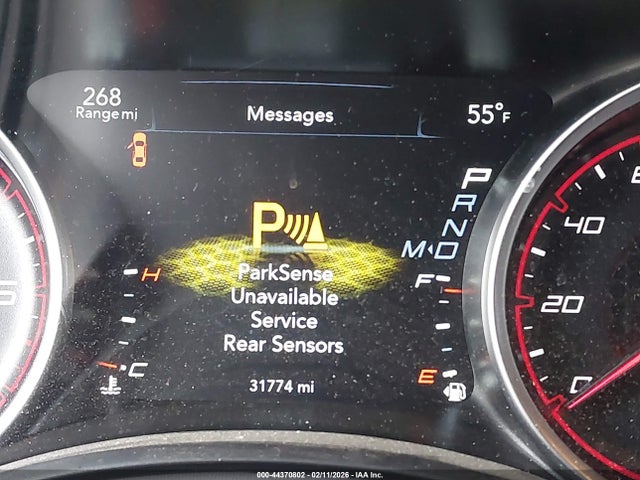 268
Range mi
Messages
55°F
P
R
N
M D
P
ParkSense
Unavailable
Service
Rear Sensors
31774 mi
H
C
F
E
40
20
0
000-44370802 - 02/11/2026 - IAA Inc.